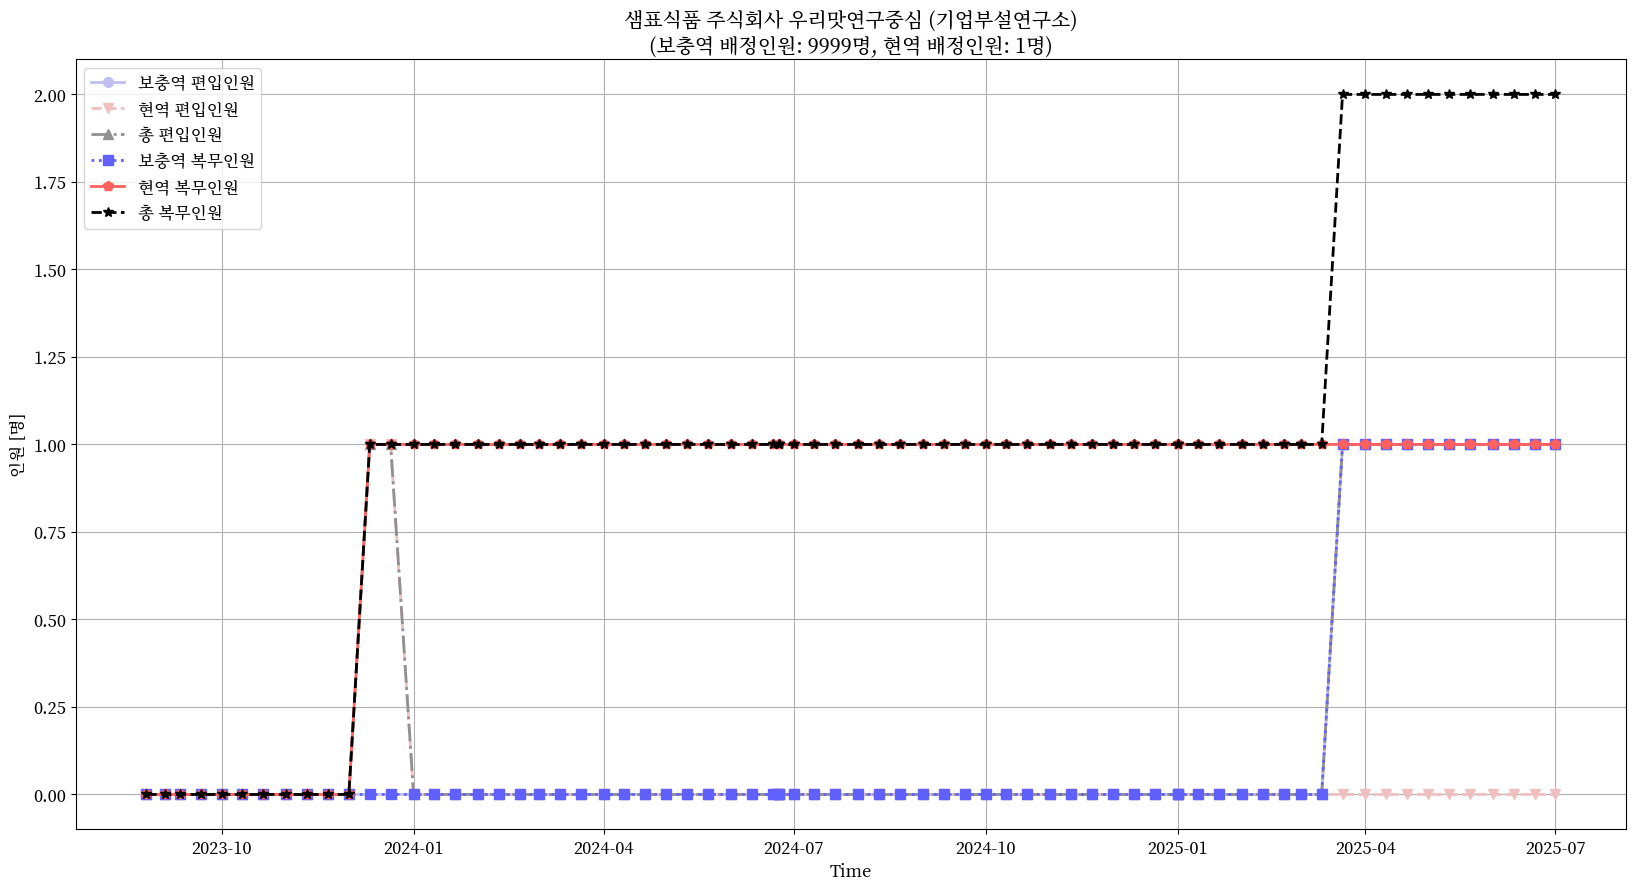 샘표식품 주식회사 우리맛연구중심 (기업부설연구소)
(보충역 배정인원: 9999명, 현역 배정인원: 1명)
보충역 편입인원
현역 편입인원
총 편입인원
보충역 복무인원
현역 복무인원
총 복무인원
2.00
1.75
1.50
1.25
1.00
0.75
0.50
0.25
0.00
인원 [명]
2023-10
2024-01
2024-04
2024-07
2024-10
2025-01
2025-04
2025-07
Time